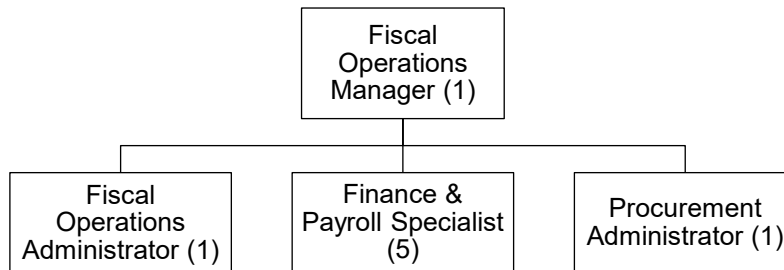 Fiscal
Operations
Manager (1)
Fiscal
Operations
Administrator (1)
Finance &
Payroll Specialist
(5)
Procurement
Administrator (1)